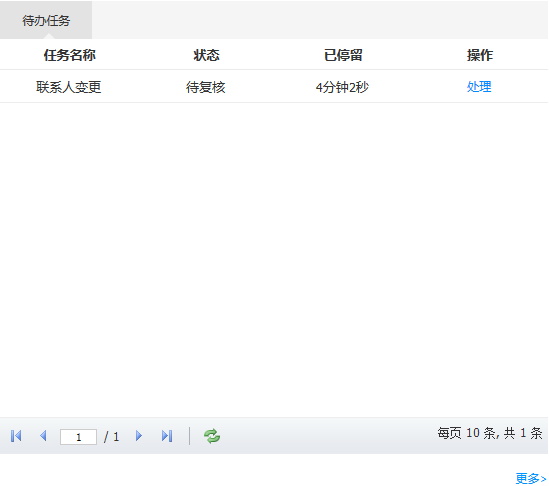 待办任务
任务名称 状态 已停留 操作
联系人变更 待复核 4分钟2秒 处理
1 / 1 每页 10 条, 共 1 条
更多>